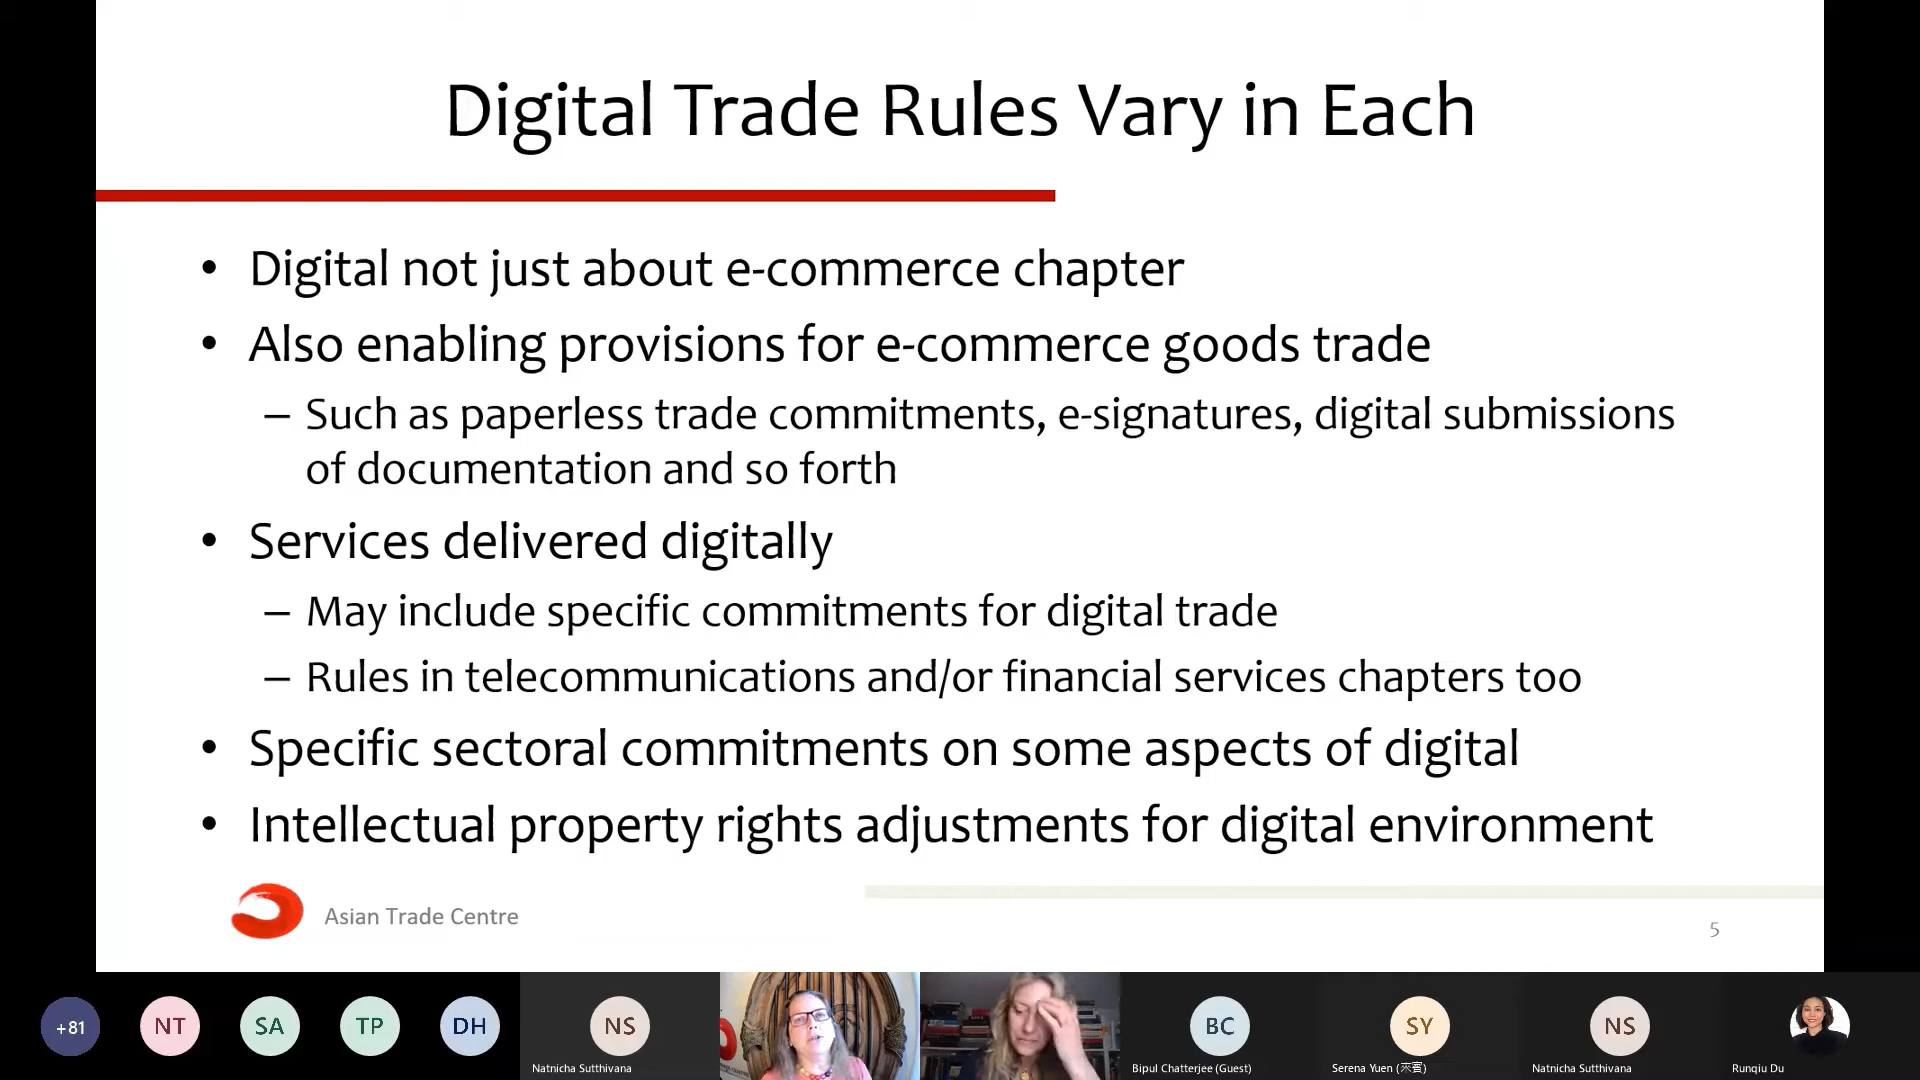 Digital Trade Rules Vary in Each
• Digital not just about e-commerce chapter
• Also enabling provisions for e-commerce goods trade
– Such as paperless trade commitments, e-signatures, digital submissions
of documentation and so forth
• Services delivered digitally
– May include specific commitments for digital trade
– Rules in telecommunications and/or financial services chapters too
• Specific sectoral commitments on some aspects of digital
• Intellectual property rights adjustments for digital environment
Asian Trade Centre
5
+81
NT
SA
TP
DH
NS
Natnicha Sutthivana
BC
Bipul Chatterjee (Guest)
SY
Serena Yuen
NS
Natnicha Sutthivana
Runqiu Du